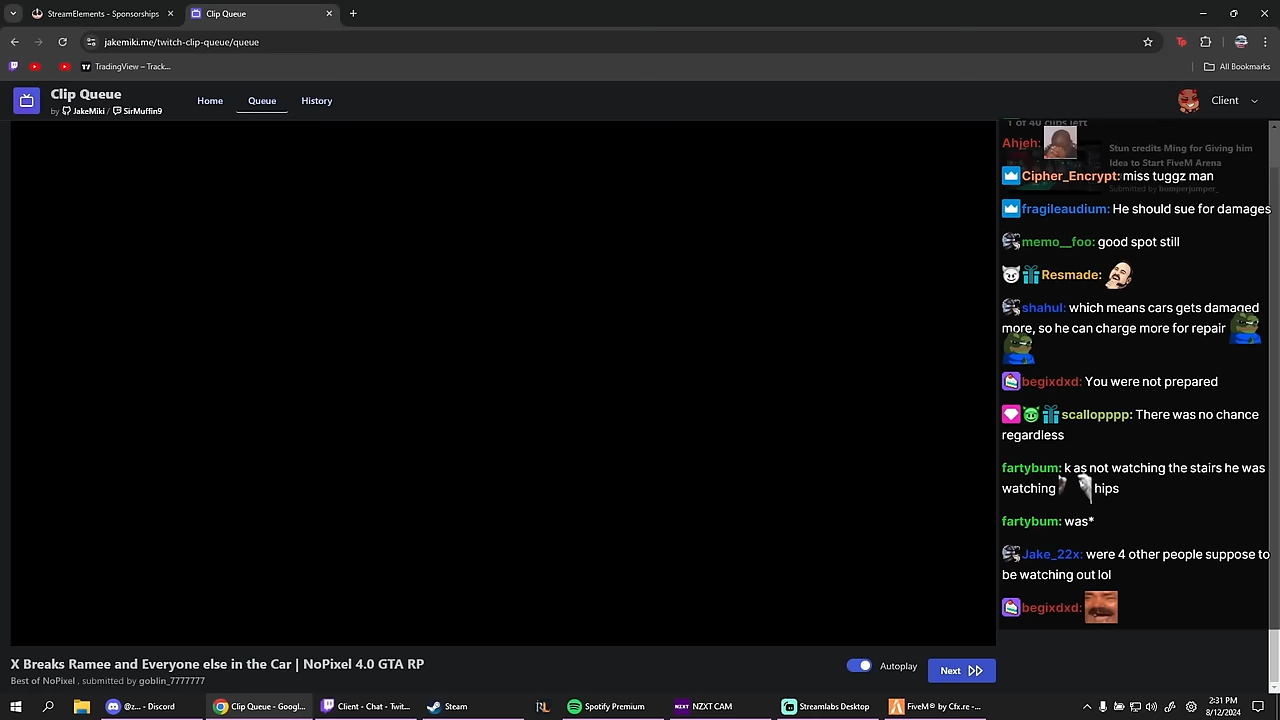 StreamElements - Sponsorships
Clip Queue
jakemiki.me/twitch-clip-queue/queue
TradingView – Track...
All Bookmarks
Clip Queue
by JakeMiki / SirMuffin9
Home
Queue
History
Client
1 of 40 clips left
Ahjeh:
Stun credits Ming for Giving him
Idea to Start FiveM Arena
Submitted by bumperjumper_
Cipher_Encrypt: miss tuggz man
fragileaudium: He should sue for damages
memo__foo: good spot still
Resmade:
shahul: which means cars gets damaged
more, so he can charge more for repair
begixdxd: You were not prepared
scallopppp: There was no chance
regardless
fartybum: k as not watching the stairs he was
watching hips
fartybum: was*
Jake_22x: were 4 other people suppose to
be watching out lol
begixdxd:
X Breaks Ramee and Everyone else in the Car | NoPixel 4.0 GTA RP
Best of NoPixel , submitted by goblin_7777777
Autoplay
Next
@... - Discord
Clip Queue - Googl...
Client - Chat - Twit...
Steam
RL
Spotify Premium
NZXT
NZXT CAM
Streamlabs Desktop
FiveM® by Cfx.re - ...
2:31 PM
8/12/2024